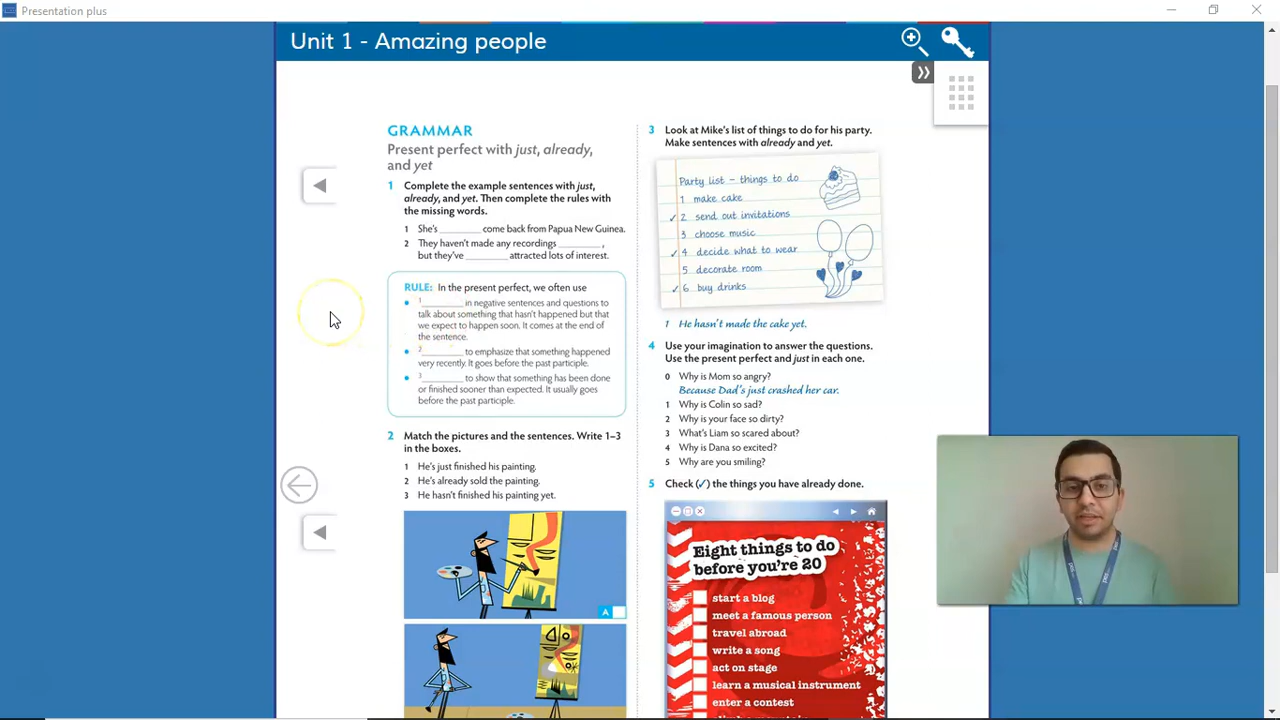 Presentation plus
Unit 1 - Amazing people
GRAMMAR
Present perfect with just, already,
and yet
1 Complete the example sentences with just,
already, and yet. Then complete the rules with
the missing words.
1 She's ________ come back from Papua New Guinea.
2 They haven't made any recordings ________ ,
but they've ________ attracted lots of interest.
RULE: In the present perfect, we often use
• 1________ in negative sentences and questions to
talk about something that hasn't happened but that
we expect to happen soon. It comes at the end of
the sentence.
• 2________ to emphasize that something happened
very recently. It goes before the past participle.
• 3________ to show that something has been done
or finished sooner than expected. It usually goes
before the past participle.
2 Match the pictures and the sentences. Write 1–3
in the boxes.
1 He's just finished his painting.
2 He's already sold the painting.
3 He hasn't finished his painting yet.
A
3 Look at Mike's list of things to do for his party.
Make sentences with already and yet.
Party list – things to do
1 make cake
✓ 2 send out invitations
3 choose music
✓ 4 decide what to wear
5 decorate room
✓ 6 buy drinks
1 He hasn't made the cake yet.
4 Use your imagination to answer the questions.
Use the present perfect and just in each one.
0 Why is Mom so angry?
Because Dad's just crashed her car.
1 Why is Colin so sad?
2 Why is your face so dirty?
3 What's Liam so scared about?
4 Why is Dana so excited?
5 Why are you smiling?
5 Check (✓) the things you have already done.
Eight things to do
before you're 20
start a blog
meet a famous person
travel abroad
write a song
act on stage
learn a musical instrument
enter a contest